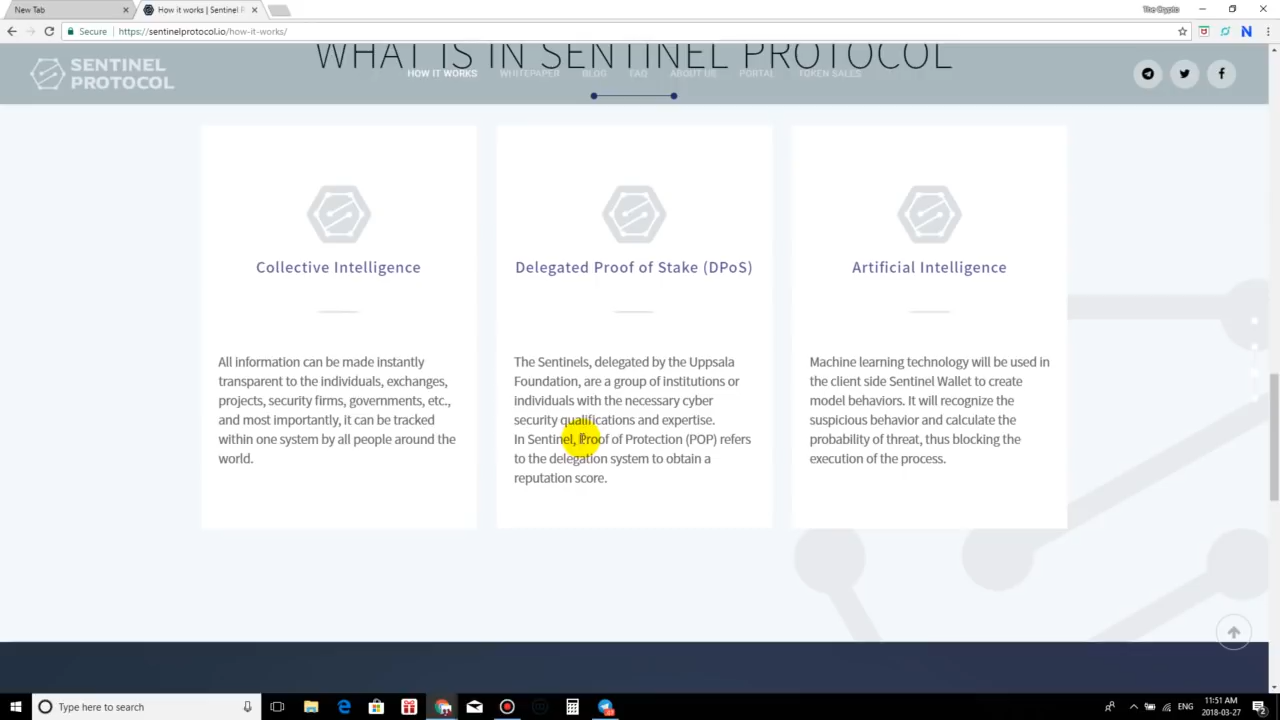 New Tab
How it works | Sentinel P
The Crypto
Secure
https://sentinelprotocol.io/how-it-works/
WHAT IS IN SENTINEL PROTOCOL
SENTINEL
PROTOCOL
HOW IT WORKS
WHITEPAPER
BLOG
FAQ
ABOUT US
PORTAL
TOKEN SALES
Collective Intelligence
All information can be made instantly
transparent to the individuals, exchanges,
projects, security firms, governments, etc.,
and most importantly, it can be tracked
within one system by all people around the
world.
Delegated Proof of Stake (DPoS)
The Sentinels, delegated by the Uppsala
Foundation, are a group of institutions or
individuals with the necessary cyber
security qualifications and expertise.
In Sentinel, Proof of Protection (POP) refers
to the delegation system to obtain a
reputation score.
Artificial Intelligence
Machine learning technology will be used in
the client side Sentinel Wallet to create
model behaviors. It will recognize the
suspicious behavior and calculate the
probability of threat, thus blocking the
execution of the process.
Type here to search
ENG
11:51 AM
2018-03-27